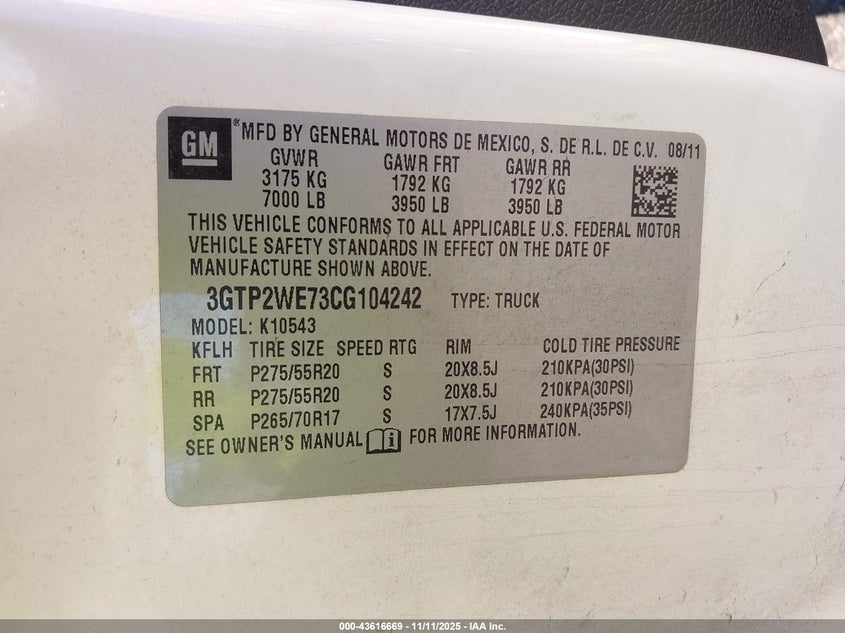 GM
® MFD BY GENERAL MOTORS DE MEXICO, S. DE R.L. DE C.V. 08/11
GVWR GAWR FRT GAWR RR
3175 KG 1792 KG 1792 KG
7000 LB 3950 LB 3950 LB
THIS VEHICLE CONFORMS TO ALL APPLICABLE U.S. FEDERAL MOTOR
VEHICLE SAFETY STANDARDS IN EFFECT ON THE DATE OF
MANUFACTURE SHOWN ABOVE.
3GTP2WE73CG104242 TYPE: TRUCK
MODEL: K10543
KFLH TIRE SIZE SPEED RTG RIM COLD TIRE PRESSURE
FRT P275/55R20 S 20X8.5J 210KPA(30PSI)
RR P275/55R20 S 20X8.5J 210KPA(30PSI)
SPA P265/70R17 S 17X7.5J 240KPA(35PSI)
SEE OWNER'S MANUAL i FOR MORE INFORMATION.
000-43616669 - 11/11/2025 - IAA Inc.